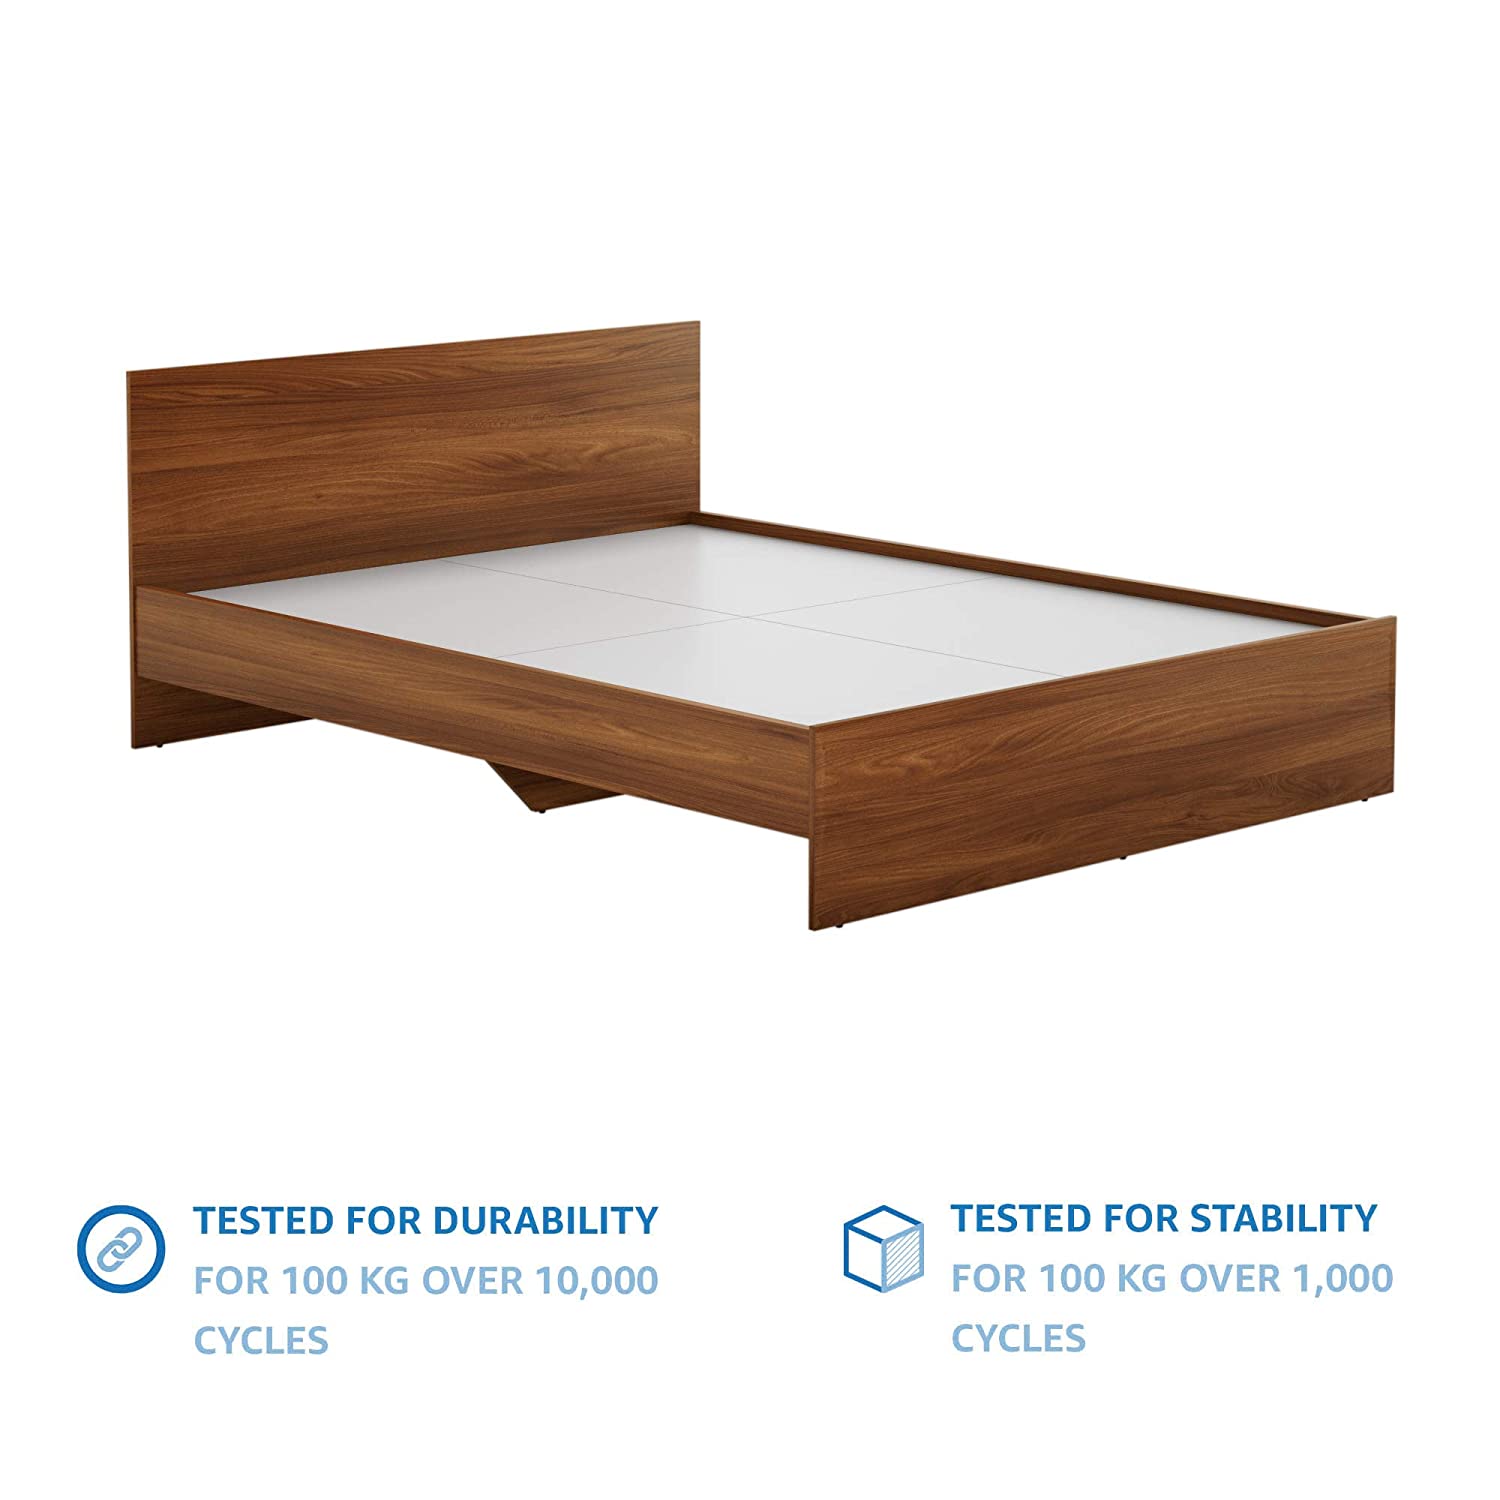 TESTED FOR DURABILITY
FOR 100 KG OVER 10,000
CYCLES
TESTED FOR STABILITY
FOR 100 KG OVER 1,000
CYCLES